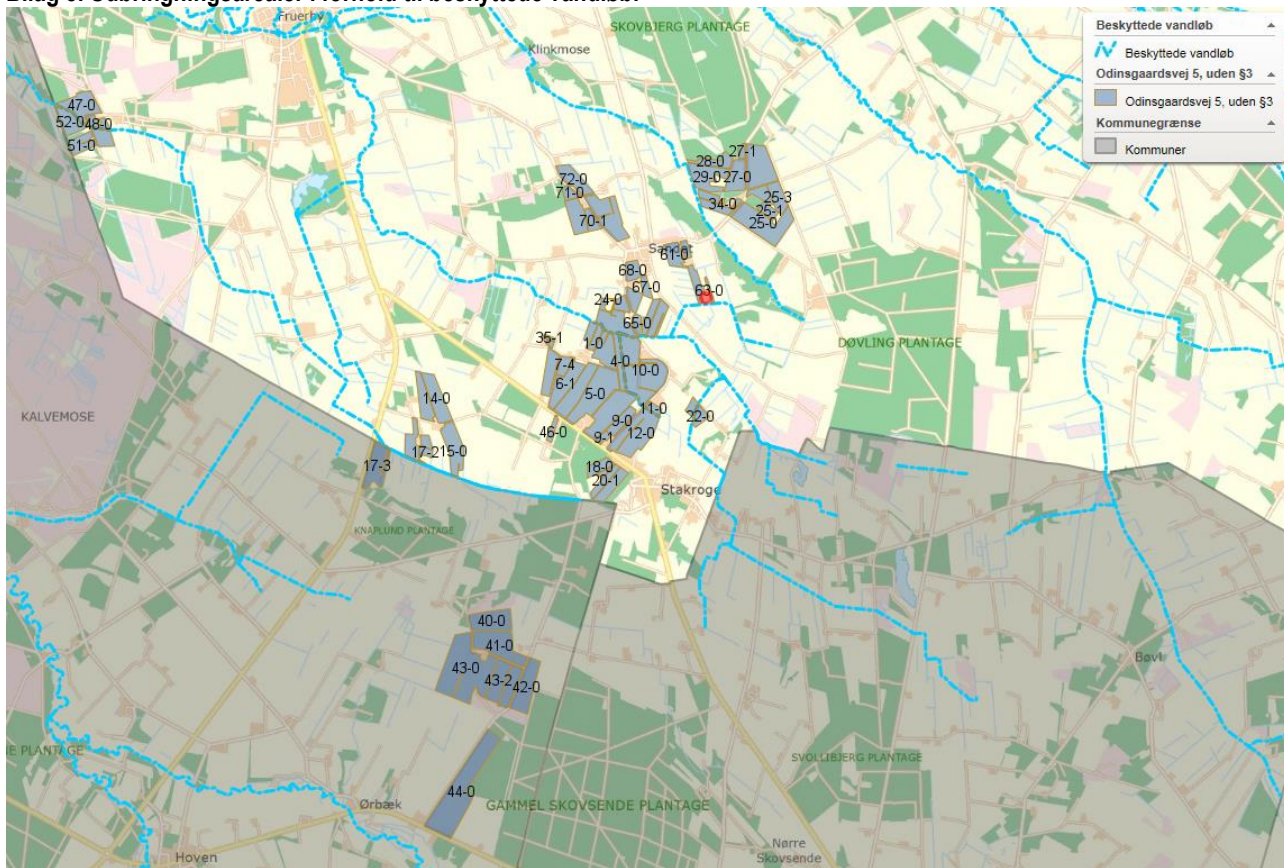 Beskyttede vandløb
Beskyttede vandløb
Odinsgaardsvej 5, uden §3
Odinsgaardsvej 5, uden §3
Kommunegrænse
Kommuner
SKOVBJERG PLANTAGE
Klinkmose
47-0
52-0
48-0
51-0
28-0
27-1
29-0
27-0
34-0
25-3
25-1
25-0
72-0
71-0
70-1
61-0
68-0
67-0
63-0
24-0
65-0
35-1
1-0
4-0
7-4
6-1
5-0
10-0
DØVLING PLANTAGE
14-0
11-0
22-0
9-0
9-1
12-0
46-0
KALVEMOSE
17-2
15-0
17-3
18-0
20-1
Stakroge
KNAPLUND PLANTAGE
40-0
41-0
43-0
43-2
42-0
Bøvl
NE PLANTAGE
SVOLLIBJERG PLANTAGE
44-0
Ørbæk
GAMMEL SKOVSENDE PLANTAGE
Hoven
Nørre
Skovsende